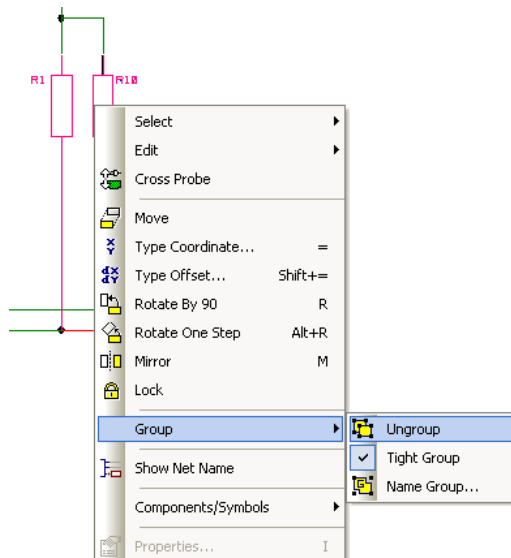 R1
R10
Select
Edit
Cross Probe
Move
Type Coordinate... =
Type Offset... Shift+=
Rotate By 90 R
Rotate One Step Alt+R
Mirror M
Lock
Group
Ungroup
Tight Group
Name Group...
Show Net Name
Components/Symbols
Properties... I